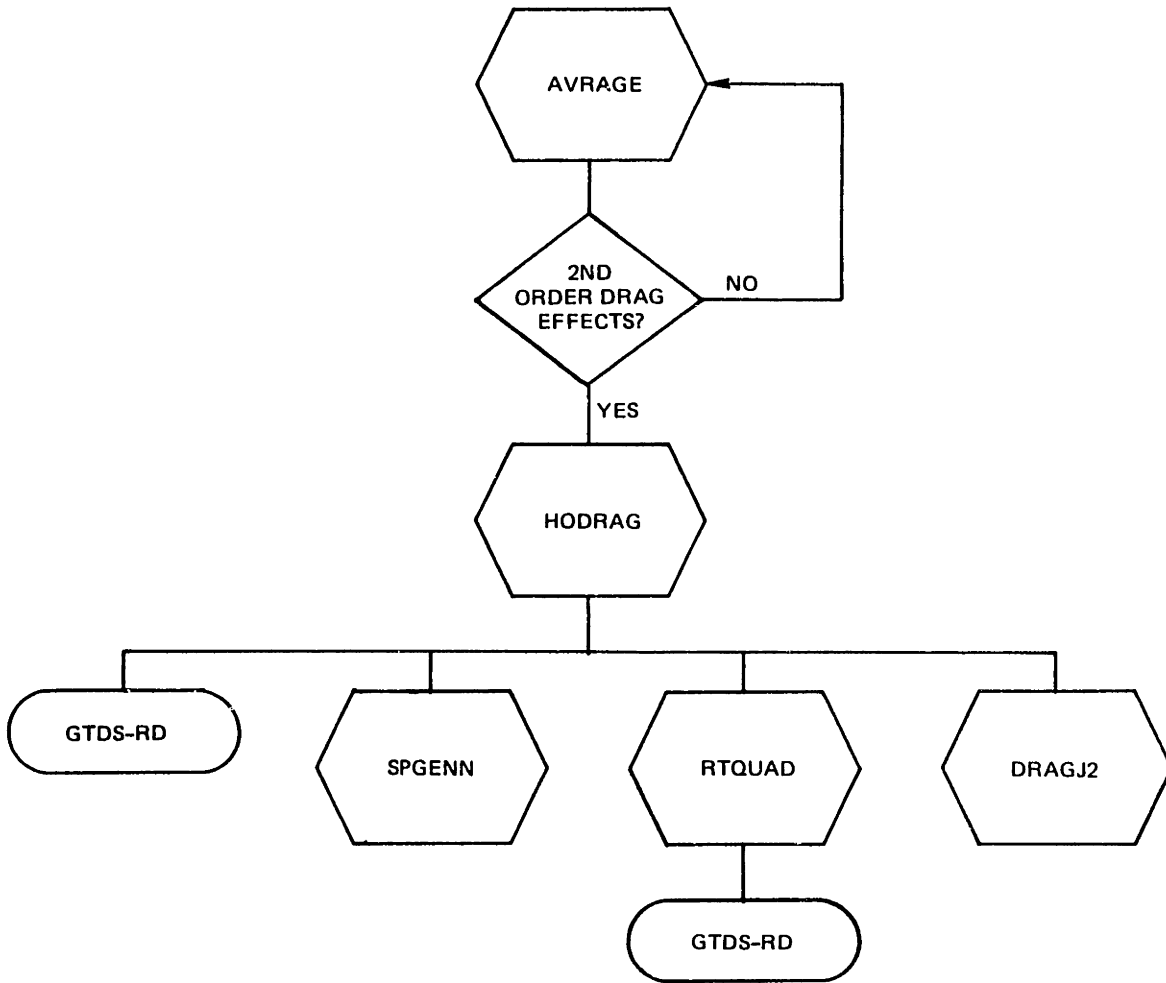 AVRAGE
2ND
ORDER DRAG
EFFECTS?
NO
YES
HODRAG
GTDS-RD
SPGENN
RTQUAD
DRAGJ2
GTDS-RD